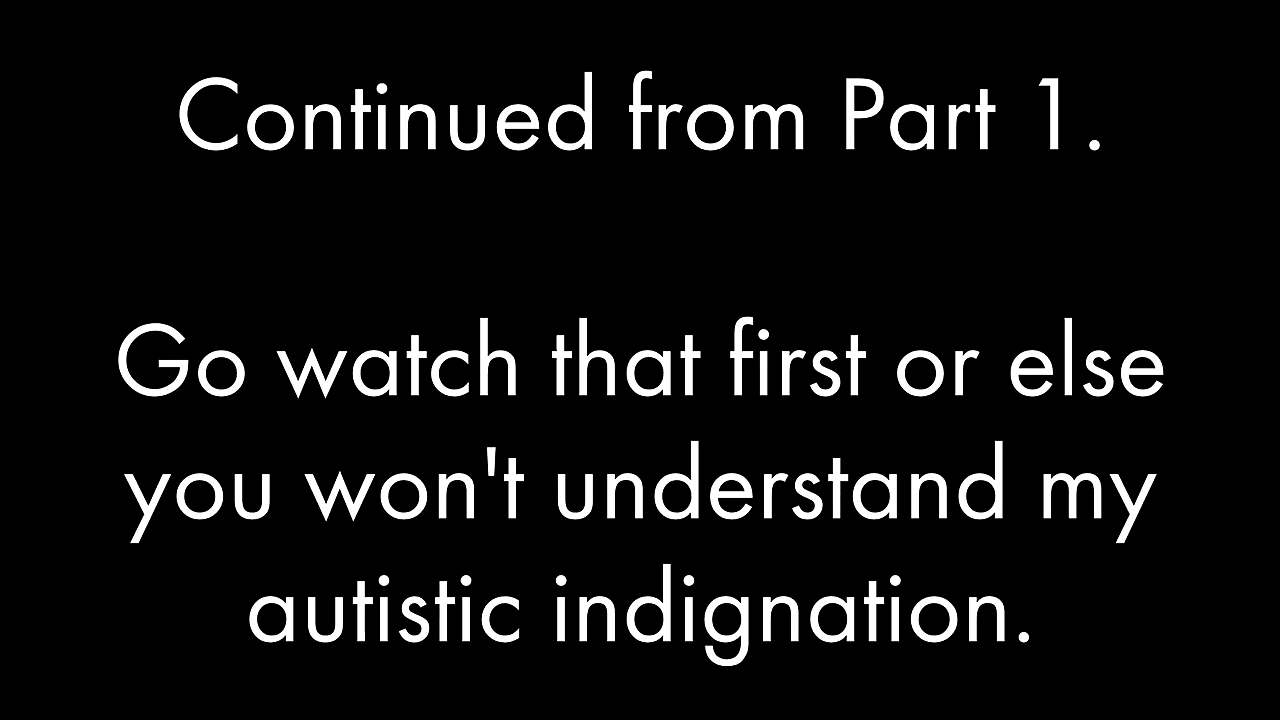 Continued from Part 1.
Go watch that first or else
you won't understand my
autistic indignation.